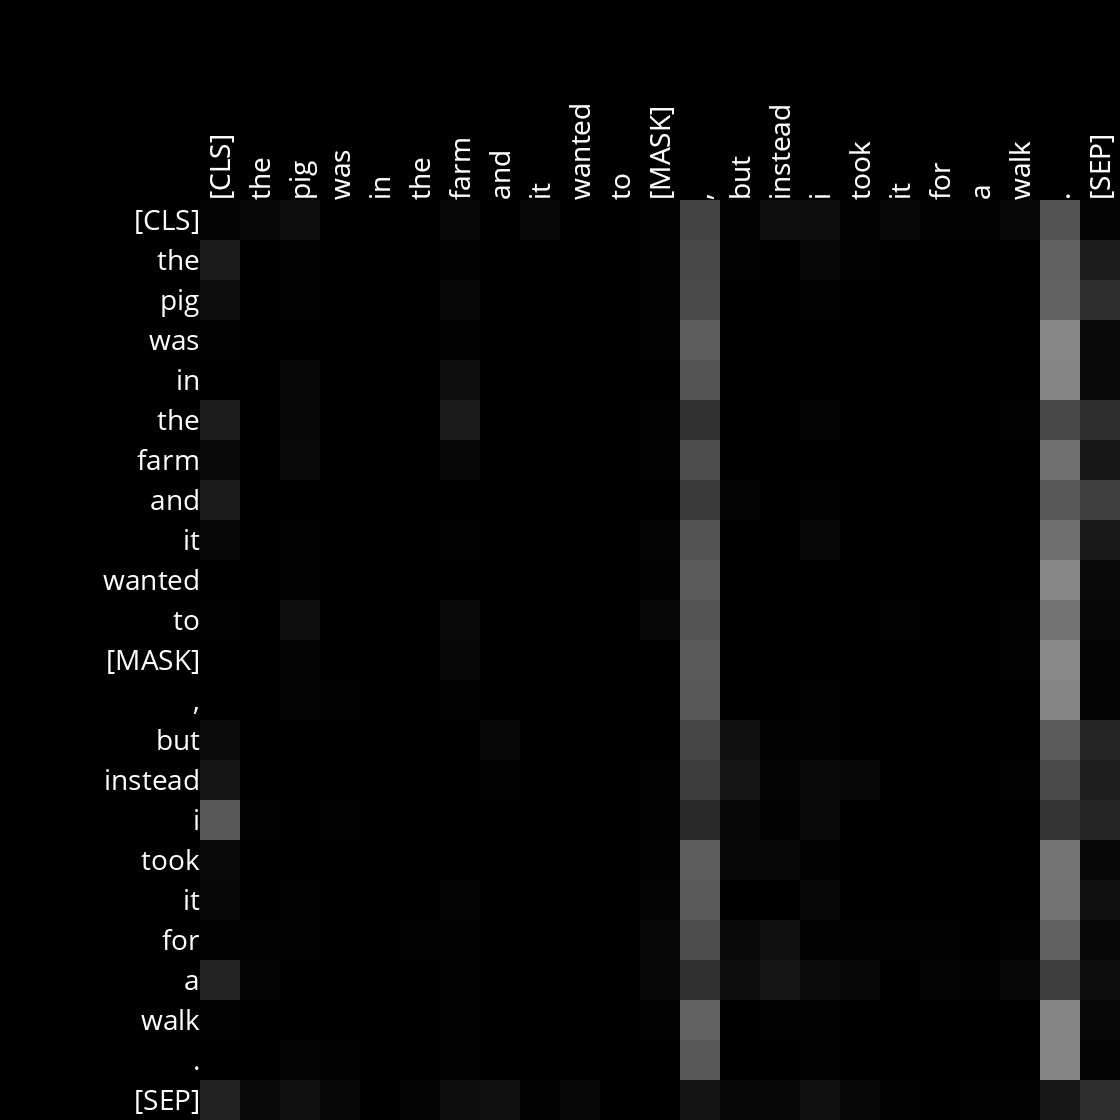 [CLS] the pig was in the farm and it wanted to [MASK] , but instead i took it for a walk . [SEP]
[CLS]
the
pig
was
in
the
farm
and
it
wanted
to
[MASK]
,
but
instead
i
took
it
for
a
walk
.
[SEP]